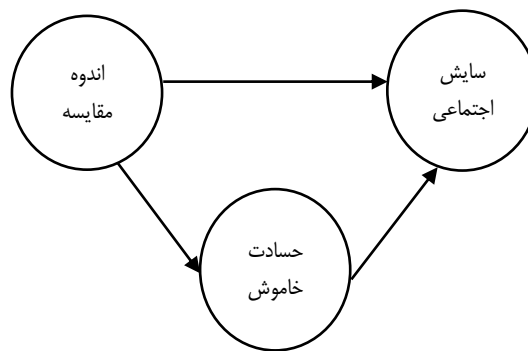 سایش
اجتماعی
اندوه
مقایسه
حسادت
خاموش